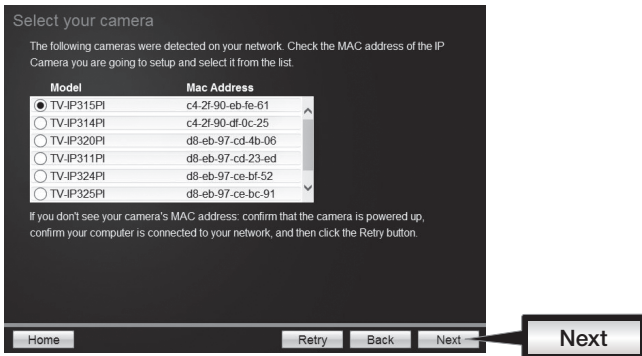 Select your camera
The following cameras were detected on your network. Check the MAC address of the IP
Camera you are going to setup and select it from the list.
Model Mac Address
TV-IP315PI c4-2f-90-eb-fe-61
TV-IP314PI c4-2f-90-df-0c-25
TV-IP320PI d8-eb-97-cd-4b-06
TV-IP311PI d8-eb-97-cd-23-ed
TV-IP324PI d8-eb-97-ce-bf-52
TV-IP325PI d8-eb-97-ce-bc-91
If you don't see your camera's MAC address: confirm that the camera is powered up,
confirm your computer is connected to your network, and then click the Retry button.
Home Retry Back Next Next